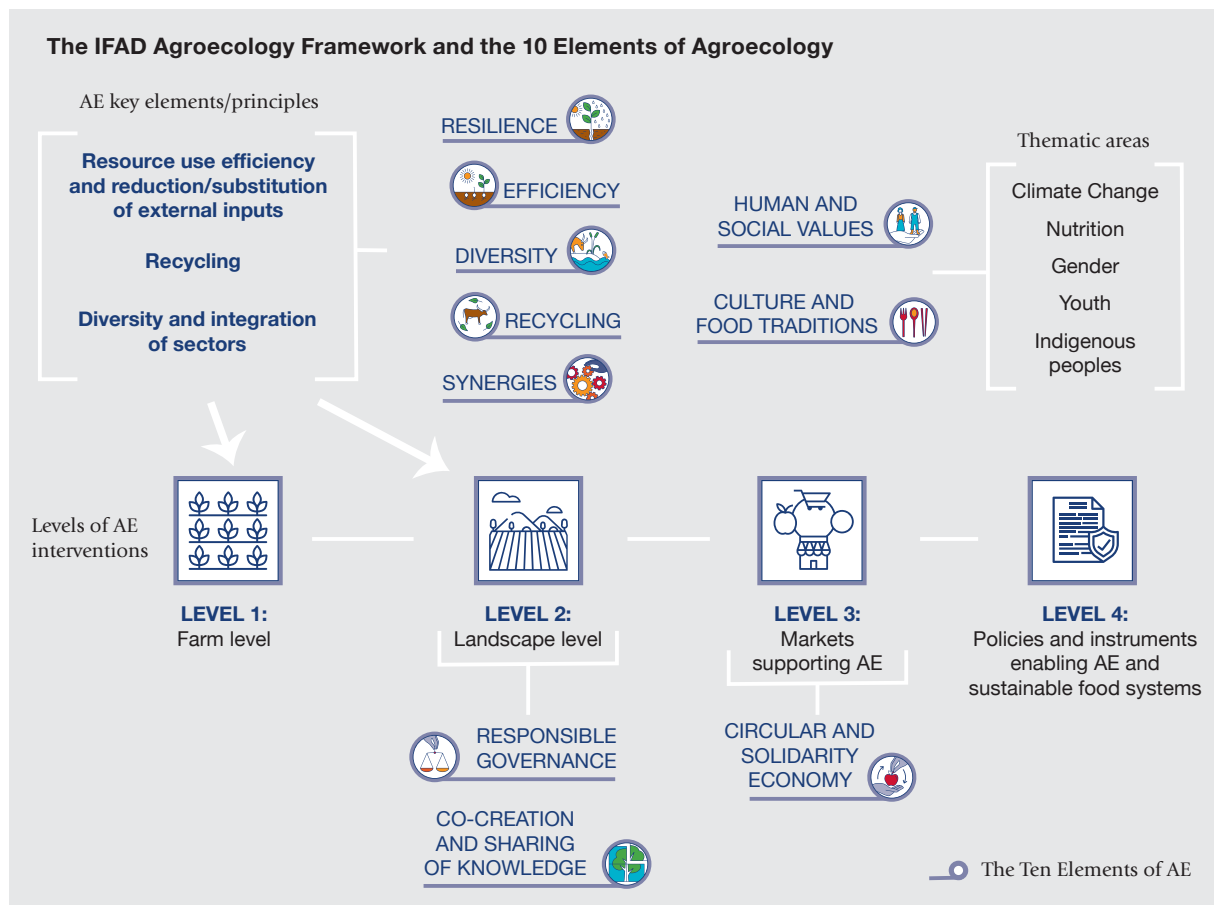 The IFAD Agroecology Framework and the 10 Elements of Agroecology
AE key elements/principles
Resource use efficiency
and reduction/substitution
of external inputs
Recycling
Diversity and integration
of sectors
RESILIENCE
EFFICIENCY
DIVERSITY
RECYCLING
SYNERGIES
HUMAN AND
SOCIAL VALUES
CULTURE AND
FOOD TRADITIONS
Thematic areas
Climate Change
Nutrition
Gender
Youth
Indigenous
peoples
Levels of AE
interventions
LEVEL 1:
Farm level
LEVEL 2:
Landscape level
LEVEL 3:
Markets
supporting AE
LEVEL 4:
Policies and instruments
enabling AE and
sustainable food systems
RESPONSIBLE
GOVERNANCE
CO-CREATION
AND SHARING
OF KNOWLEDGE
CIRCULAR AND
SOLIDARITY
ECONOMY
The Ten Elements of AE